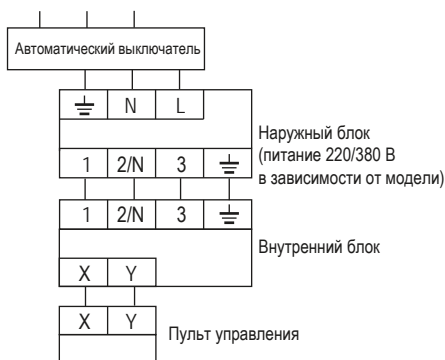 Автоматический выключатель
N L
Наружный блок
(питание 220/380 В
в зависимости от модели)
1 2/N 3
1 2/N 3
Внутренний блок
X Y
X Y
Пульт управления